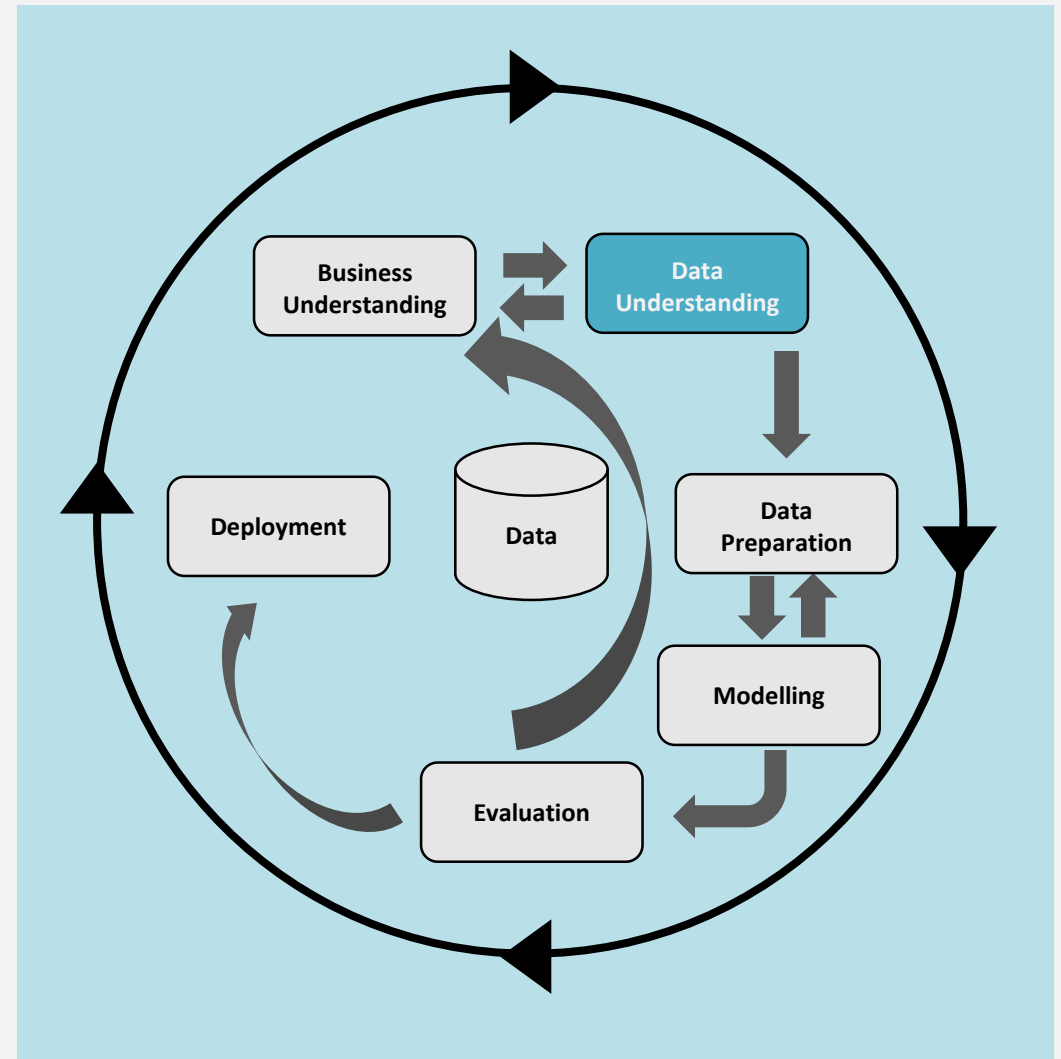 Business
Understanding
Data
Understanding
Deployment
Data
Data
Preparation
Modelling
Evaluation